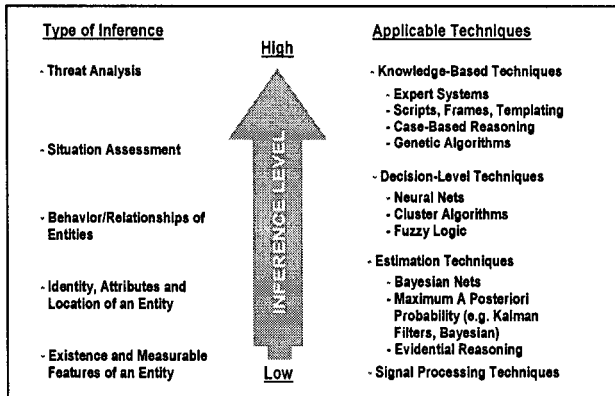 Type of Inference
- Threat Analysis
- Situation Assessment
- Behavior/Relationships of
Entities
- Identity, Attributes and
Location of an Entity
- Existence and Measurable
Features of an Entity
High
INFERENCE LEVEL
Low
Applicable Techniques
- Knowledge-Based Techniques
- Expert Systems
- Scripts, Frames, Templating
- Case-Based Reasoning
- Genetic Algorithms
- Decision-Level Techniques
- Neural Nets
- Cluster Algorithms
- Fuzzy Logic
- Estimation Techniques
- Bayesian Nets
- Maximum A Posteriori
Probability (e.g. Kalman
Filters, Bayesian)
- Evidential Reasoning
- Signal Processing Techniques